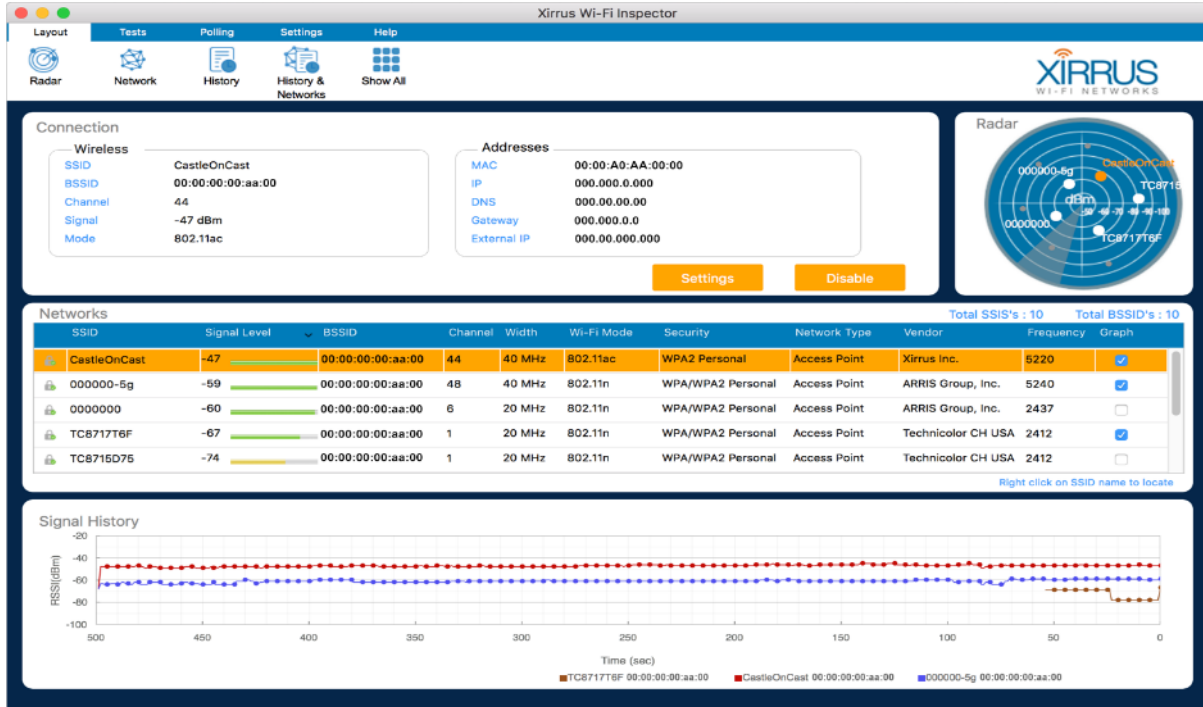 Xirrus Wi-Fi Inspector
Layout Tests Polling Settings Help
Radar Network History History & Networks Show All
XIRRUS
WI-FI NETWORKS
Connection
Wireless
SSID CastleOnCast
BSSID 00:00:00:00:aa:00
Channel 44
Signal -47 dBm
Mode 802.11ac
Addresses
MAC 00:00:A0:AA:00:00
IP 000.000.0.000
DNS 000.00.00.00
Gateway 000.000.0.0
External IP 000.00.000.000
Settings Disable
Radar
CastleOnCast
000000-5g
TC8715
dBm
-50 -60 -70 -80 -90 -100
0000000
TC8717T6F
Networks
Total SSIS's : 10 Total BSSID's : 10
SSID Signal Level BSSID Channel Width Wi-Fi Mode Security Network Type Vendor Frequency Graph
CastleOnCast -47 00:00:00:00:aa:00 44 40 MHz 802.11ac WPA2 Personal Access Point Xirrus Inc. 5220
000000-5g -59 00:00:00:00:aa:00 48 40 MHz 802.11n WPA/WPA2 Personal Access Point ARRIS Group, Inc. 5240
0000000 -60 00:00:00:00:aa:00 6 20 MHz 802.11n WPA/WPA2 Personal Access Point ARRIS Group, Inc. 2437
TC8717T6F -67 00:00:00:00:aa:00 1 20 MHz 802.11n WPA/WPA2 Personal Access Point Technicolor CH USA 2412
TC8715D75 -74 00:00:00:00:aa:00 1 20 MHz 802.11n WPA/WPA2 Personal Access Point Technicolor CH USA 2412
Right click on SSID name to locate
Signal History
RSSI(dBm)
-20
-40
-60
-80
-100
500 450 400 350 300 250 200 150 100 50 0
Time (sec)
TC8717T6F 00:00:00:00:aa:00 CastleOnCast 00:00:00:00:aa:00 000000-5g 00:00:00:00:aa:00